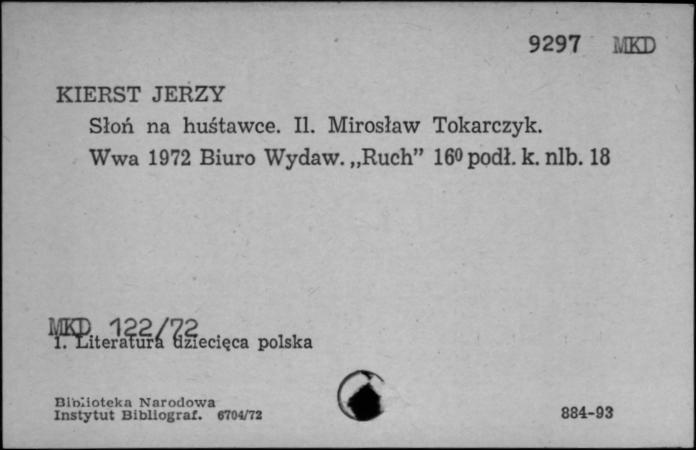 9297 MKD
KIERST JERZY
Słoń na huśtawce. Il. Mirosław Tokarczyk.
Wwa 1972 Biuro Wydaw. „Ruch” 16⁰ podł. k. nlb. 18
MKD 122/72
1. Literatura dziecięca polska
Biblioteka Narodowa
Instytut Bibliograf. 6704/72
884-93